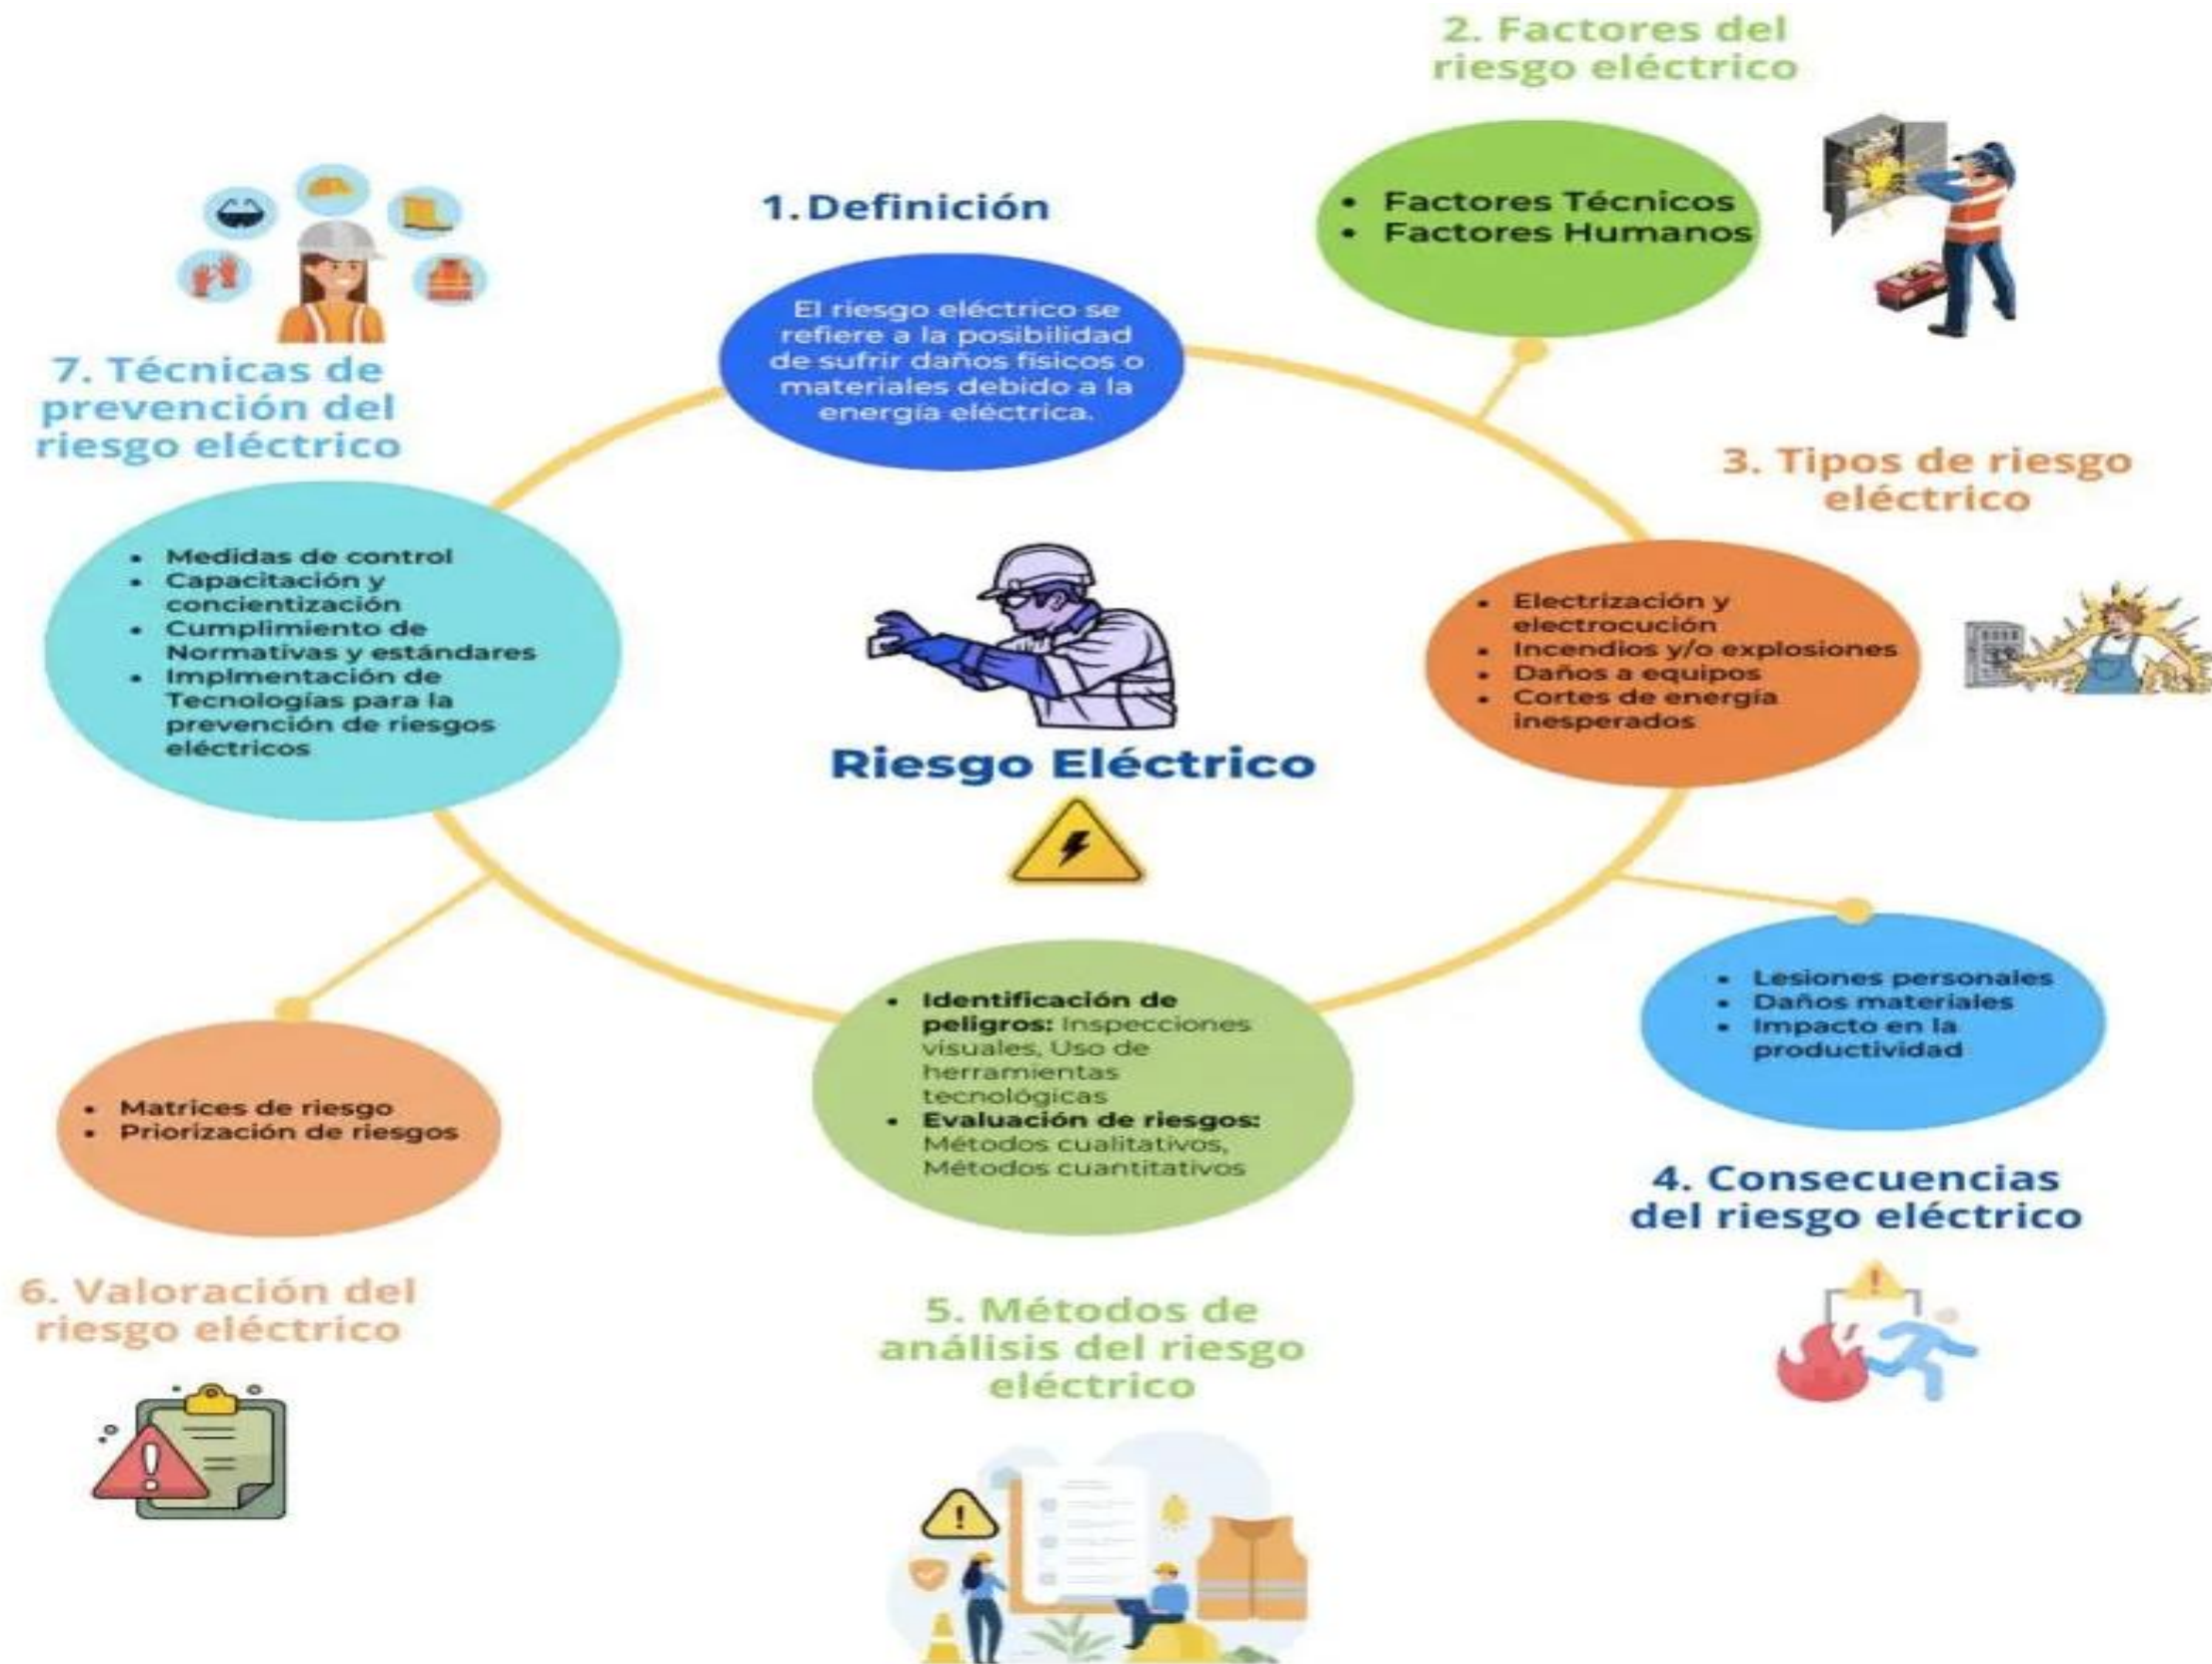 1. Definición
El riesgo eléctrico se
refiere a la posibilidad
de sufrir daños físicos o
materiales debido a la
energía eléctrica.
2. Factores del
riesgo eléctrico
• Factores Técnicos
• Factores Humanos
3. Tipos de riesgo
eléctrico
• Electrización y
electrocución
• Incendios y/o explosiones
• Daños a equipos
• Cortes de energía
inesperados
• Lesiones personales
• Daños materiales
• Impacto en la
productividad
4. Consecuencias
del riesgo eléctrico
• Identificación de
peligros: Inspecciones
visuales, Uso de
herramientas
tecnológicas
• Evaluación de riesgos:
Métodos cualitativos,
Métodos cuantitativos
5. Métodos de
análisis del riesgo
eléctrico
• Matrices de riesgo
• Priorización de riesgos
6. Valoración del
riesgo eléctrico
7. Técnicas de
prevención del
riesgo eléctrico
• Medidas de control
• Capacitación y
concientización
• Cumplimiento de
Normativas y estándares
• Implmentación de
Tecnologías para la
prevención de riesgos
eléctricos
Riesgo Eléctrico